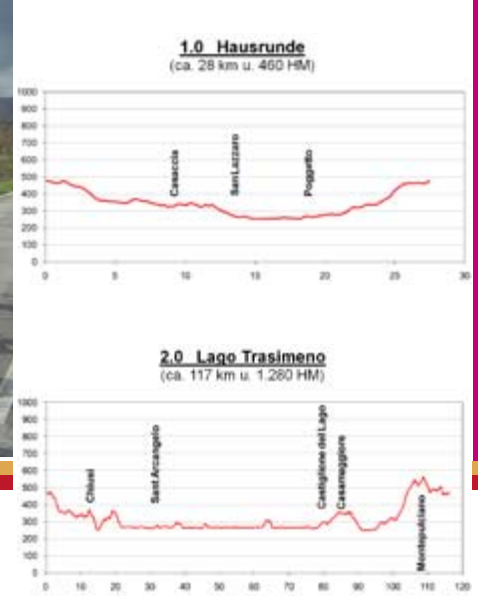 1.0 Hausrunde
(ca. 28 km u. 460 HM)
1000
900
800
700
600
500
400
300
200
100
0
Casaccia
San Lazzaro
Poggetto
0 5 10 15 20 25 30
2.0 Lago Trasimeno
(ca. 117 km u. 1.280 HM)
1000
900
800
700
600
500
400
300
200
100
0
Chiusi
Sant Arcangelo
Castiglione del Lago
Casamaggiore
Montepulciano
0 10 20 30 40 50 60 70 80 90 100 110 120